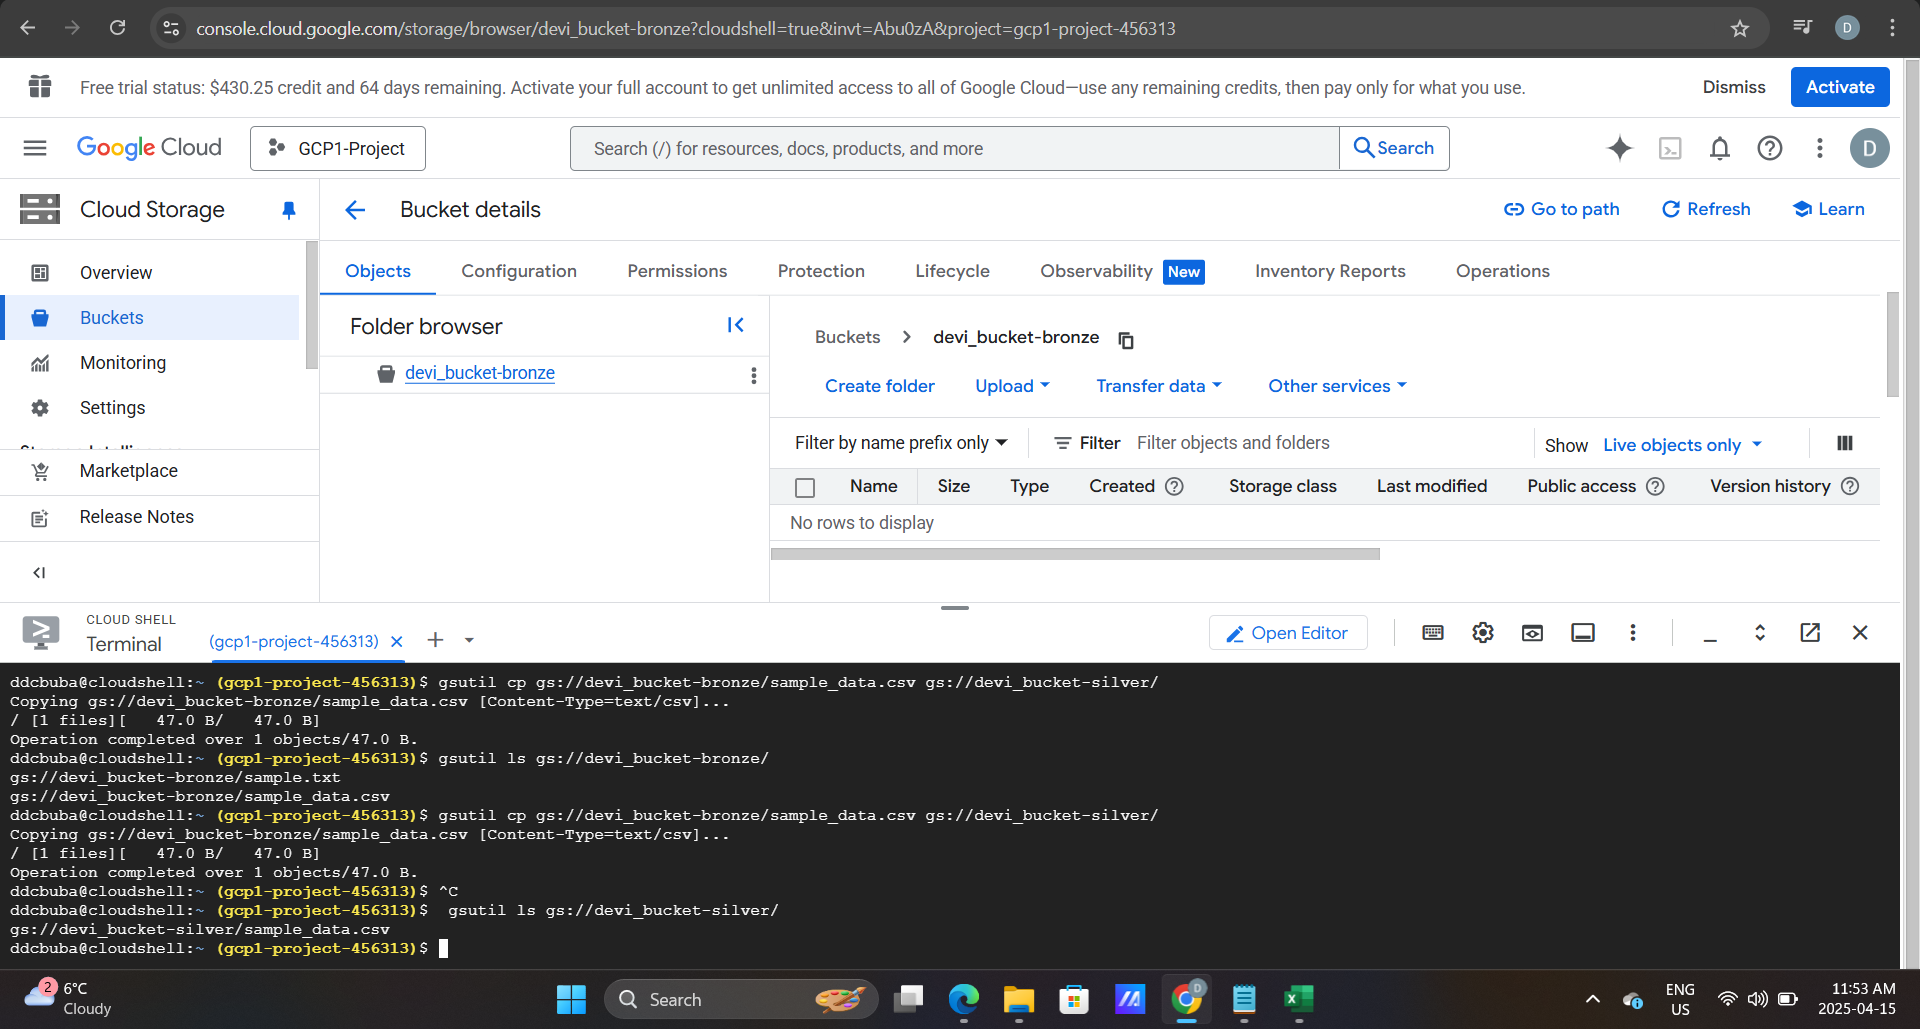 console.cloud.google.com/storage/browser/devi_bucket-bronze?cloudshell=true&invt=Abu0zA&project=gcp1-project-456313
D
Free trial status: $430.25 credit and 64 days remaining. Activate your full account to get unlimited access to all of Google Cloud—use any remaining credits, then pay only for what you use.
Dismiss
Activate
Google Cloud
GCP1-Project
Search (/) for resources, docs, products, and more
Search
D
Cloud Storage
Bucket details
Go to path
Refresh
Learn
Overview
Buckets
Monitoring
Settings
Marketplace
Release Notes
Objects
Configuration
Permissions
Protection
Lifecycle
Observability New
Inventory Reports
Operations
Folder browser
devi_bucket-bronze
Buckets > devi_bucket-bronze
Create folder
Upload
Transfer data
Other services
Filter by name prefix only
Filter
Filter objects and folders
Show
Live objects only
Name
Size
Type
Created
Storage class
Last modified
Public access
Version history
No rows to display
CLOUD SHELL
Terminal
(gcp1-project-456313)
Open Editor
ddcbuba@cloudshell:~ (gcp1-project-456313)$ gsutil cp gs://devi_bucket-bronze/sample_data.csv gs://devi_bucket-silver/
Copying gs://devi_bucket-bronze/sample_data.csv [Content-Type=text/csv]...
/ [1 files][   47.0 B/   47.0 B]
Operation completed over 1 objects/47.0 B.
ddcbuba@cloudshell:~ (gcp1-project-456313)$ gsutil ls gs://devi_bucket-bronze/
gs://devi_bucket-bronze/sample.txt
gs://devi_bucket-bronze/sample_data.csv
ddcbuba@cloudshell:~ (gcp1-project-456313)$ gsutil cp gs://devi_bucket-bronze/sample_data.csv gs://devi_bucket-silver/
Copying gs://devi_bucket-bronze/sample_data.csv [Content-Type=text/csv]...
/ [1 files][   47.0 B/   47.0 B]
Operation completed over 1 objects/47.0 B.
ddcbuba@cloudshell:~ (gcp1-project-456313)$ ^C
ddcbuba@cloudshell:~ (gcp1-project-456313)$  gsutil ls gs://devi_bucket-silver/
gs://devi_bucket-silver/sample_data.csv
ddcbuba@cloudshell:~ (gcp1-project-456313)$
2
6°C
Cloudy
Search
D
ENG
US
11:53 AM
2025-04-15